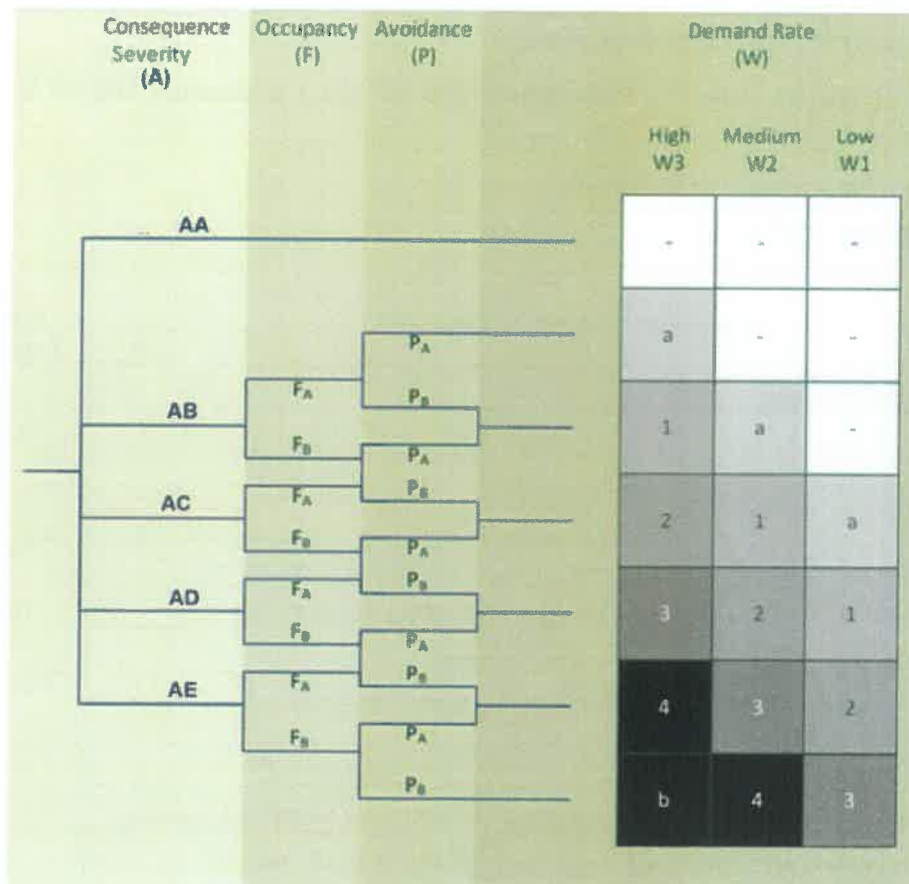 Consequence Occupancy Avoidance Demand Rate
Severity (F) (P) (W)
(A)
High Medium Low
W3 W2 W1
AA
- - -
PA
a - -
FA
PB
AB
1 a -
FB
PA
FA
PB
AC
2 1 a
FB
PA
FA
PB
AD
3 2 1
FB
PA
FA
PB
AE
4 3 2
FB
PA
PB
b 4 3